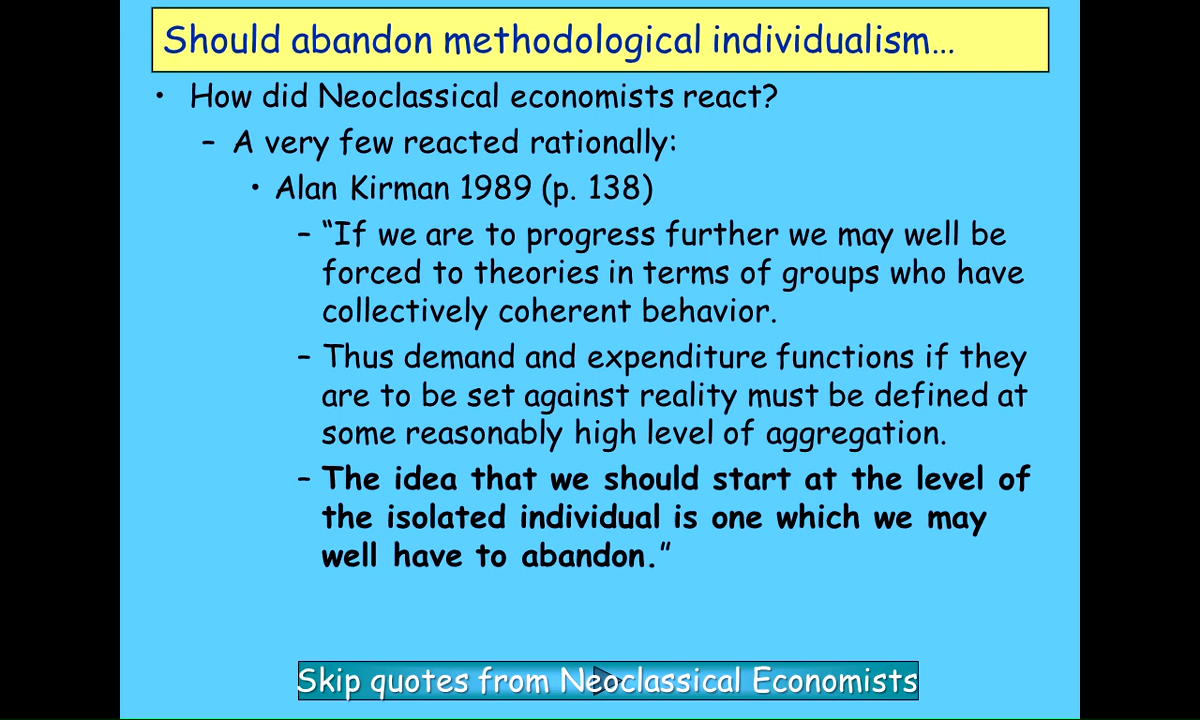 Should abandon methodological individualism…
• How did Neoclassical economists react?
– A very few reacted rationally:
• Alan Kirman 1989 (p. 138)
– “If we are to progress further we may well be
forced to theories in terms of groups who have
collectively coherent behavior.
– Thus demand and expenditure functions if they
are to be set against reality must be defined at
some reasonably high level of aggregation.
– The idea that we should start at the level of
the isolated individual is one which we may
well have to abandon.”
Skip quotes from Neoclassical Economists